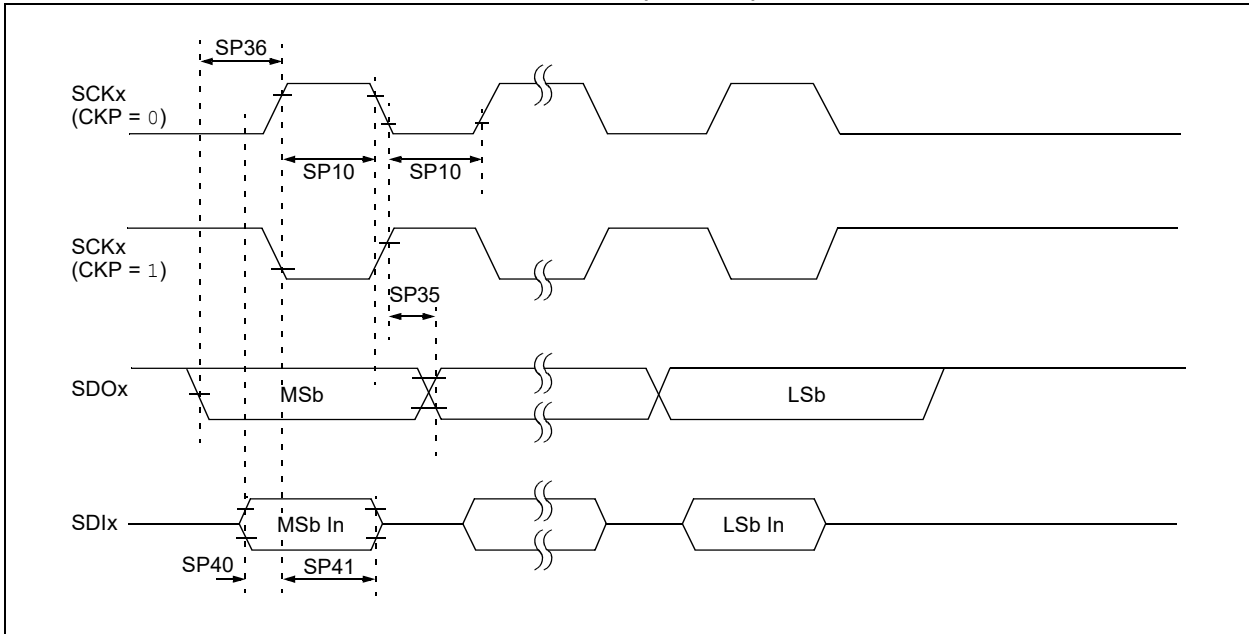 SP36
SCKx
(CKP = 0)
SP10
SP10
SCKx
(CKP = 1)
SP35
SDOx
MSb
LSb
SDIx
MSb In
LSb In
SP40
SP41